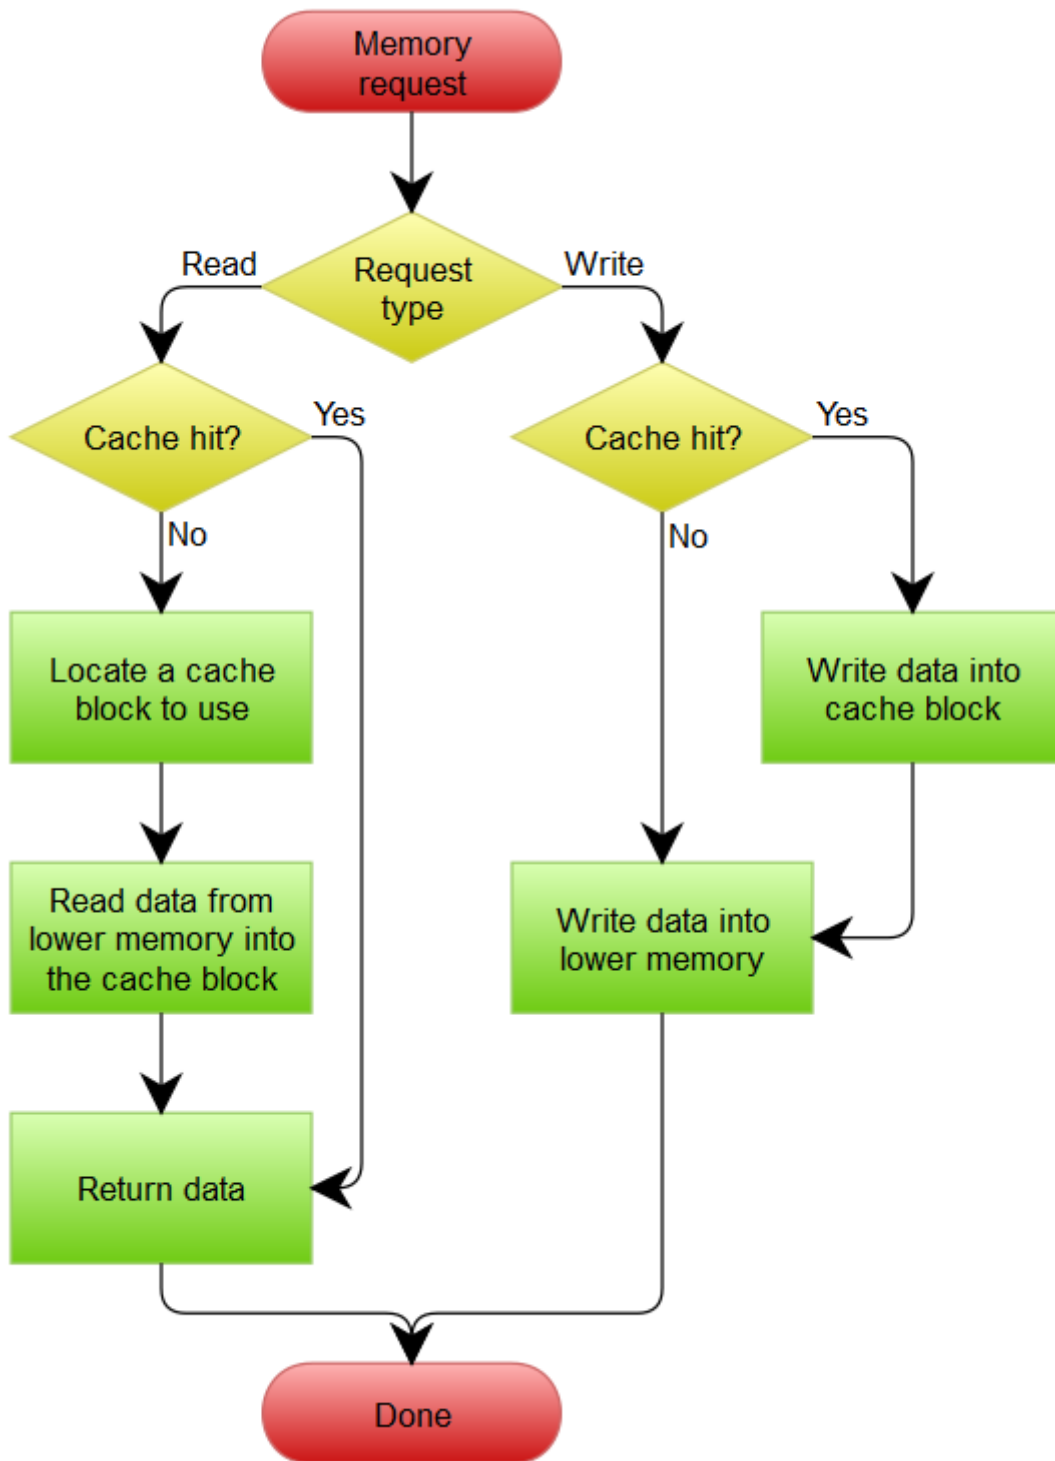 Memory
request
Read
Request
type
Write
Cache hit?
Yes
Cache hit?
Yes
No
No
Locate a cache
block to use
Write data into
cache block
Read data from
lower memory into
the cache block
Write data into
lower memory
Return data
Done